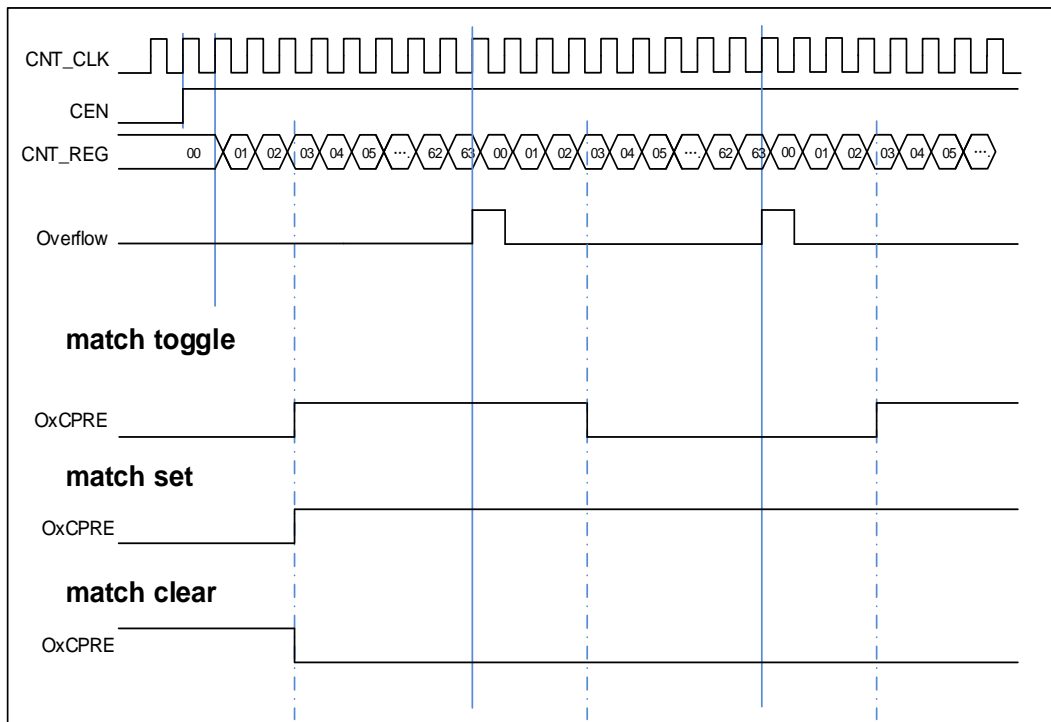 CNT_CLK
CEN
CNT_REG 00 01 02 03 04 05 ···. 62 63 00 01 02 03 04 05 ···. 62 63 00 01 02 03 04 05 ···.
Overflow
match toggle
OxCPRE
match set
OxCPRE
match clear
OxCPRE